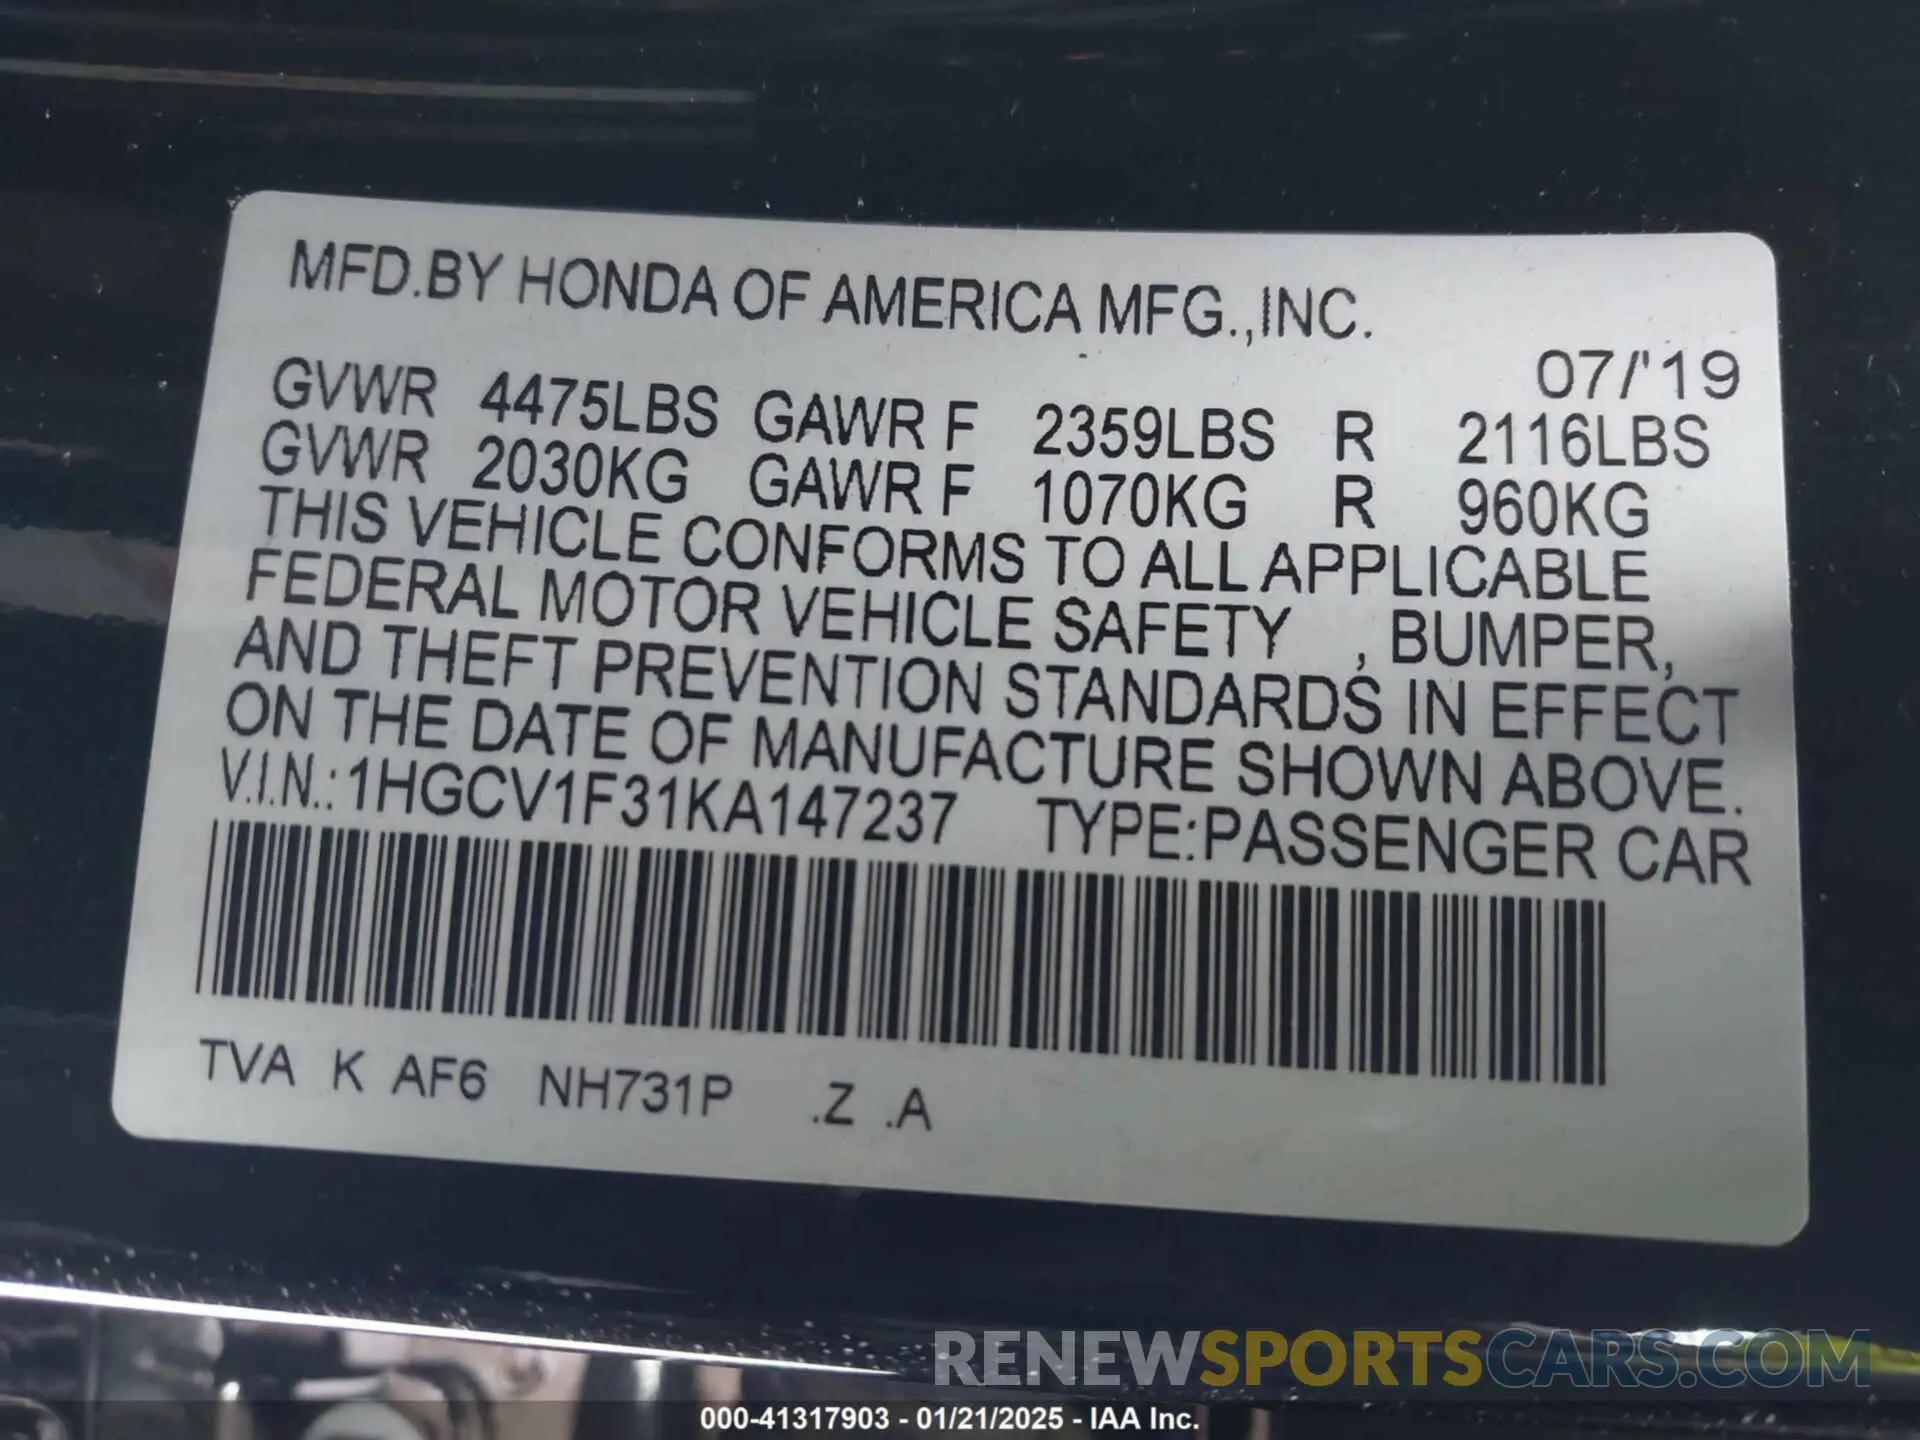 MFD.BY HONDA OF AMERICA MFG.,INC.
07/'19
GVWR 4475LBS GAWR F 2359LBS R 2116LBS
GVWR 2030KG GAWR F 1070KG R 960KG
THIS VEHICLE CONFORMS TO ALL APPLICABLE
FEDERAL MOTOR VEHICLE SAFETY , BUMPER,
AND THEFT PREVENTION STANDARDS IN EFFECT
ON THE DATE OF MANUFACTURE SHOWN ABOVE.
V.I.N.:1HGCV1F31KA147237 TYPE:PASSENGER CAR
TVA K AF6 NH731P .Z .A
RENEWSPORTSCARS.COM
000-41317903 - 01/21/2025 - IAA Inc.